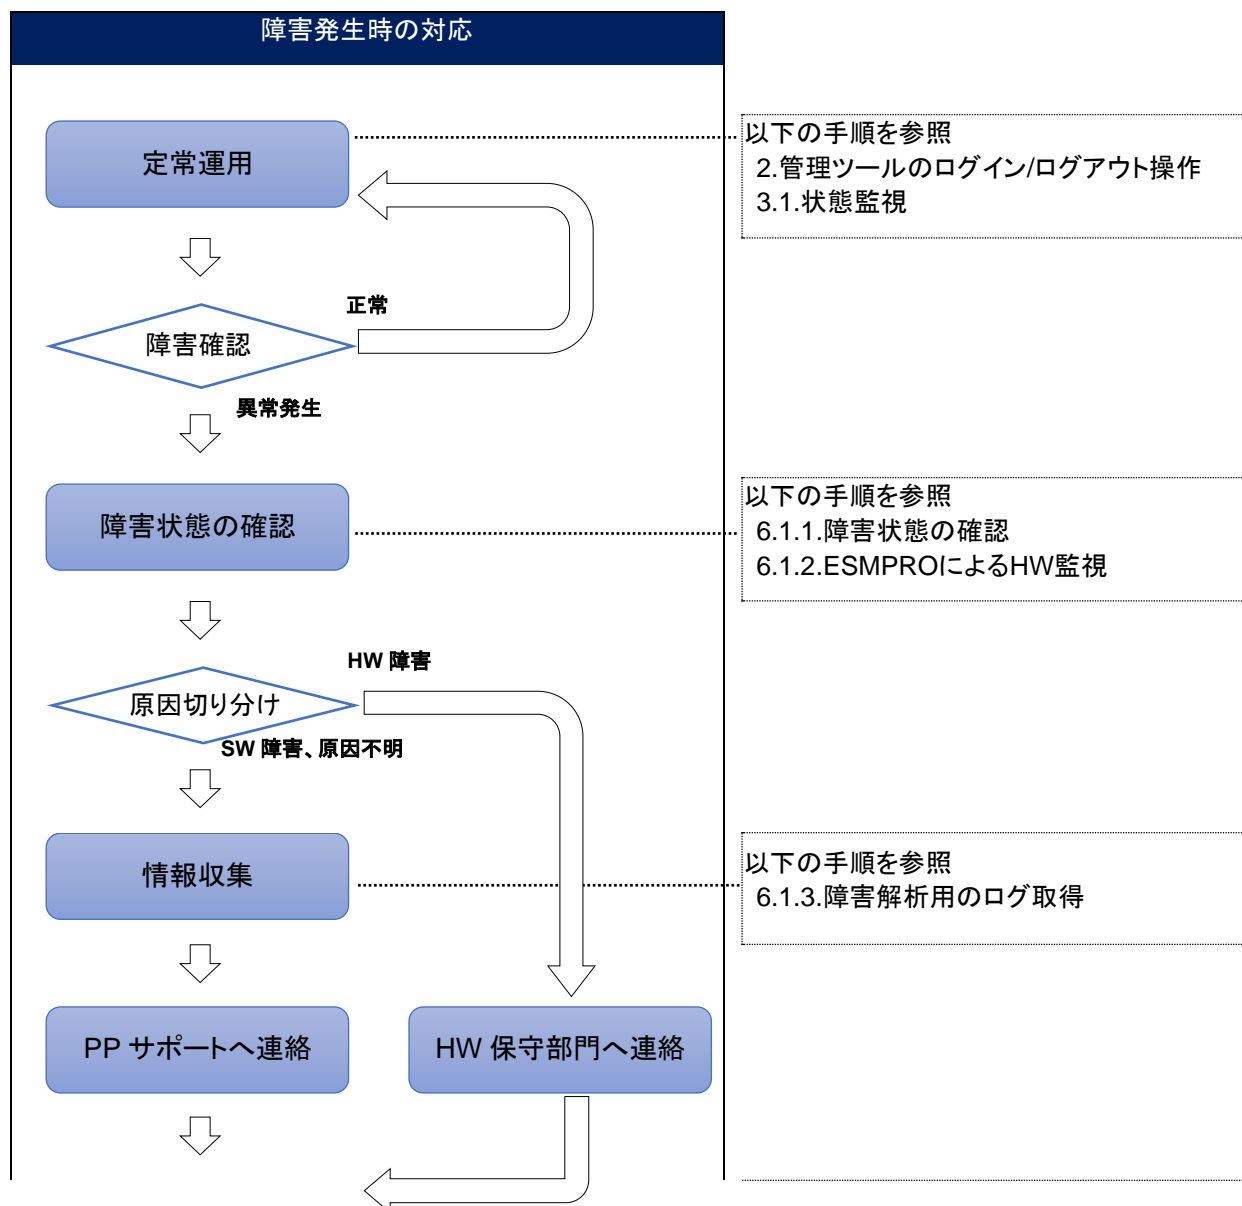 障害発生時の対応
定常運用
以下の手順を参照
2.管理ツールのログイン/ログアウト操作
3.1.状態監視
正常
障害確認
異常発生
障害状態の確認
以下の手順を参照
6.1.1.障害状態の確認
6.1.2.ESMPROによるHW監視
HW 障害
原因切り分け
SW 障害、原因不明
情報収集
以下の手順を参照
6.1.3.障害解析用のログ取得
PP サポートへ連絡
HW 保守部門へ連絡